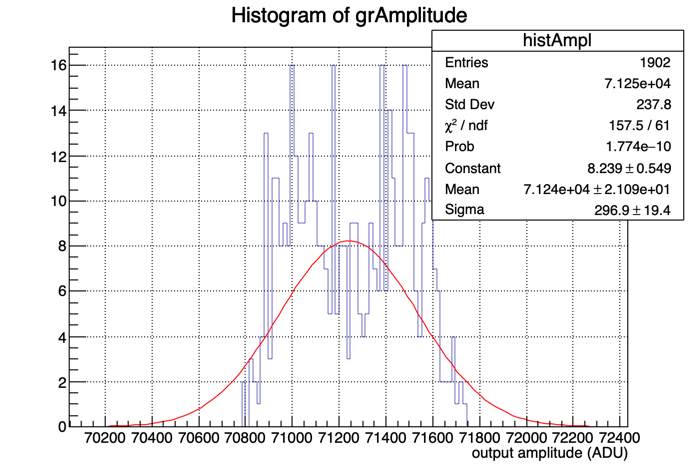 Histogram of grAmplitude
histAmpl
Entries 1902
Mean 7.125e+04
Std Dev 237.8
χ² / ndf 157.5 / 61
Prob 1.774e−10
Constant 8.239 ± 0.549
Mean 7.124e+04 ± 2.109e+01
Sigma 296.9 ± 19.4
16
14
12
10
8
6
4
2
0
70200 70400 70600 70800 71000 71200 71400 71600 71800 72000 72200 72400
output amplitude (ADU)